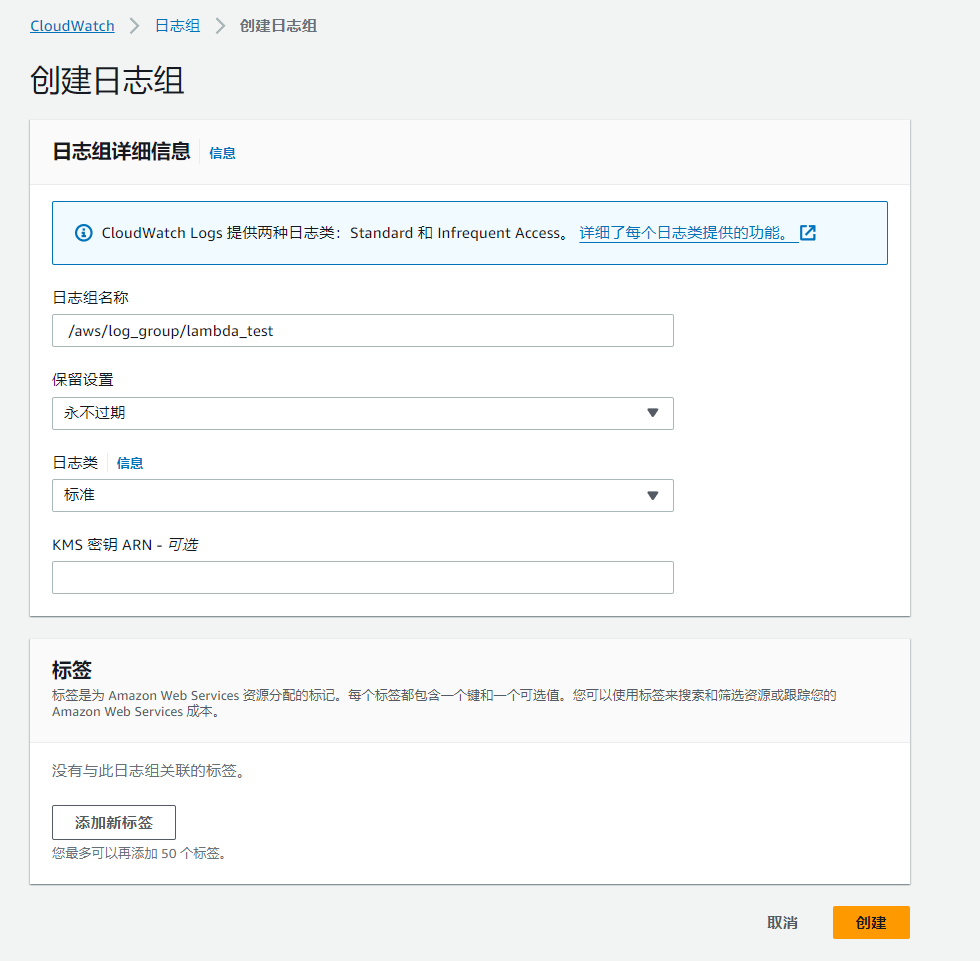 CloudWatch > 日志组 > 创建日志组
创建日志组
日志组详细信息 信息
CloudWatch Logs 提供两种日志类：Standard 和 Infrequent Access。 详细了每个日志类提供的功能。
日志组名称
/aws/log_group/lambda_test
保留设置
永不过期
日志类 信息
标准
KMS 密钥 ARN - 可选
标签
标签是为 Amazon Web Services 资源分配的标记。每个标签都包含一个键和一个可选值。您可以使用标签来搜索和筛选资源或跟踪您的
Amazon Web Services 成本。
没有与此日志组关联的标签。
添加新标签
您最多可以再添加 50 个标签。
取消 创建